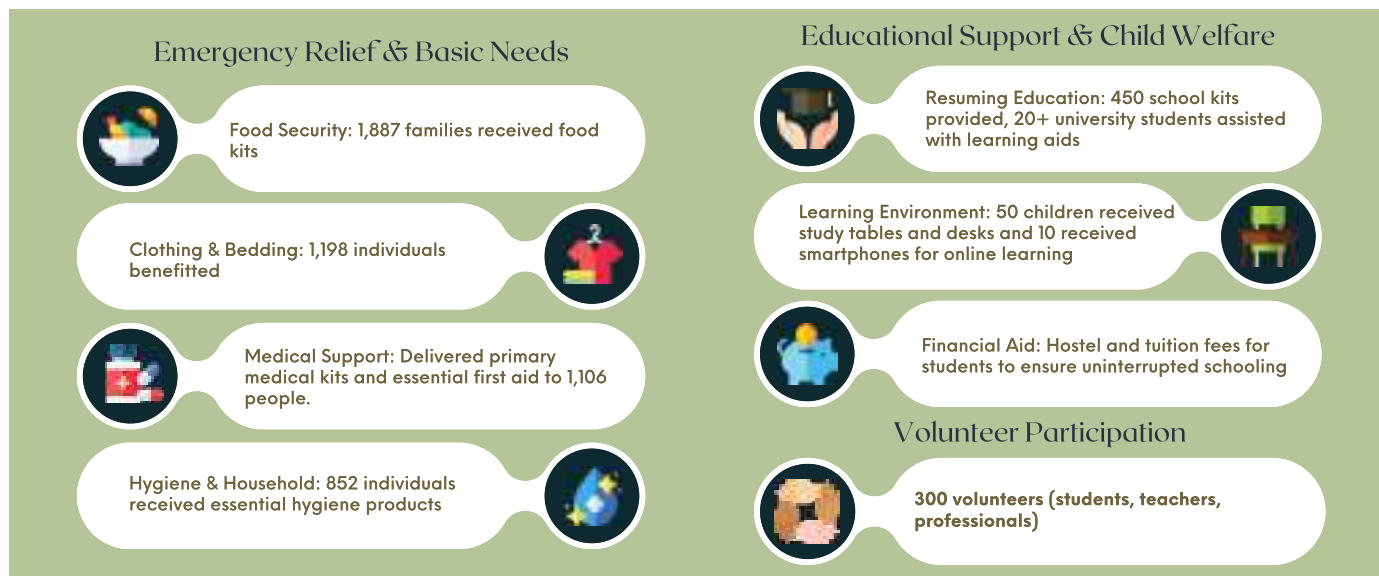 Emergency Relief & Basic Needs
Food Security: 1,887 families received food
kits
Clothing & Bedding: 1,198 individuals
benefitted
Medical Support: Delivered primary
medical kits and essential first aid to 1,106
people.
Hygiene & Household: 852 individuals
received essential hygiene products
Educational Support & Child Welfare
Resuming Education: 450 school kits
provided, 20+ university students assisted
with learning aids
Learning Environment: 50 children received
study tables and desks and 10 received
smartphones for online learning
Financial Aid: Hostel and tuition fees for
students to ensure uninterrupted schooling
Volunteer Participation
300 volunteers (students, teachers,
professionals)